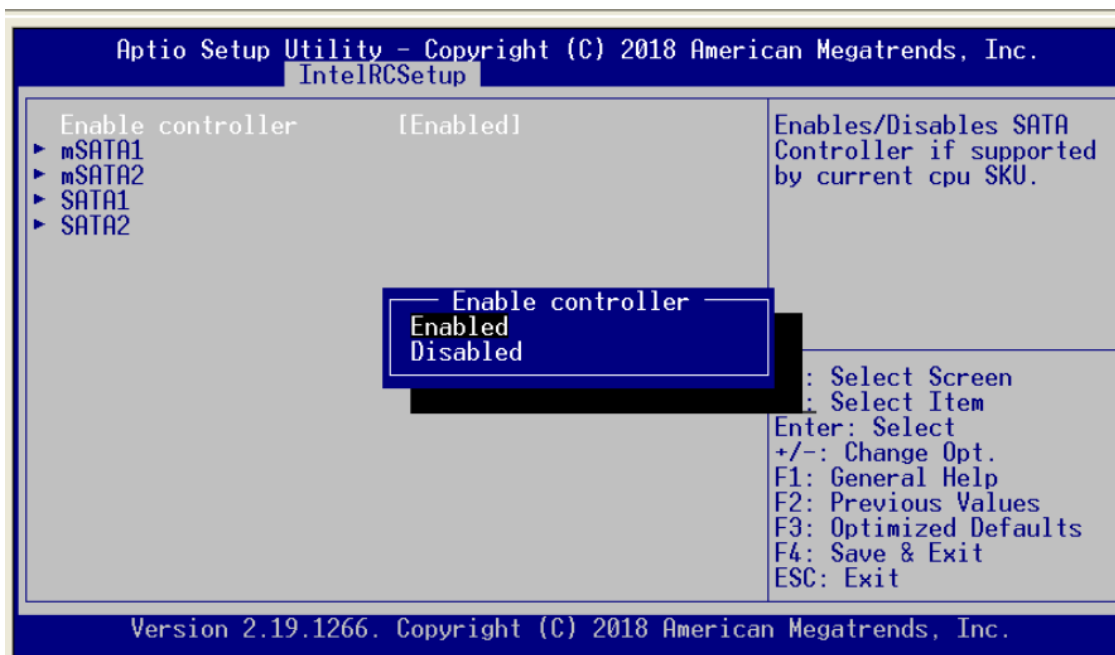 Aptio Setup Utility – Copyright (C) 2018 American Megatrends, Inc.
IntelRCSetup
Enable controller [Enabled]
► mSATA1
► mSATA2
► SATA1
► SATA2
Enables/Disables SATA
Controller if supported
by current cpu SKU.
Enable controller
Enabled
Disabled
: Select Screen
: Select Item
Enter: Select
+/-: Change Opt.
F1: General Help
F2: Previous Values
F3: Optimized Defaults
F4: Save & Exit
ESC: Exit
Version 2.19.1266. Copyright (C) 2018 American Megatrends, Inc.